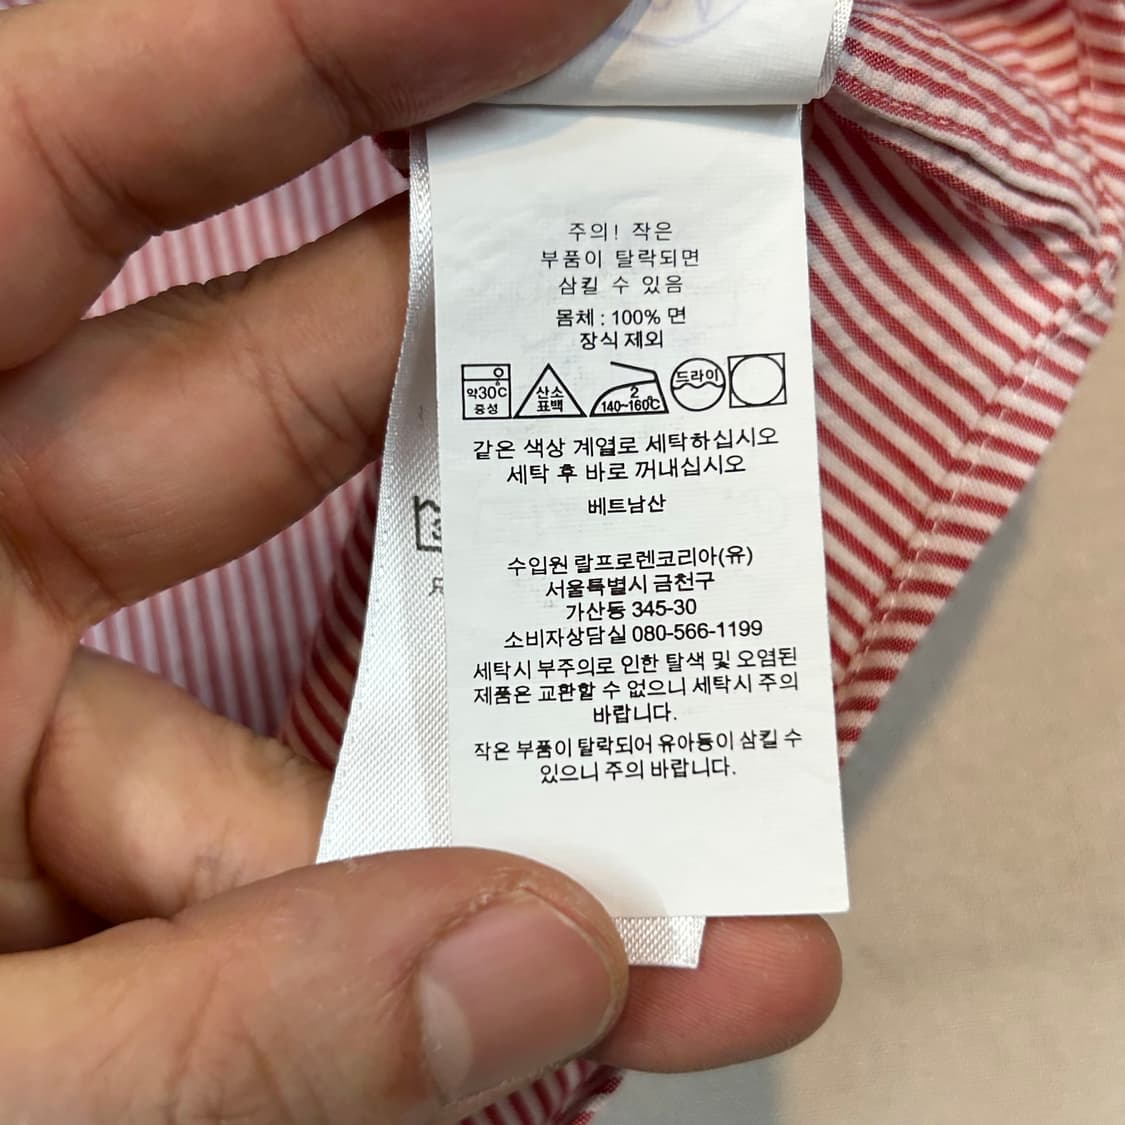 주의! 작은
부품이 탈락되면
삼킬 수 있음
몸체 : 100% 면
장식 제외
약30°C
중성
산소
표백
2
140~160°C
드라이
같은 색상 계열로 세탁하십시오
세탁 후 바로 꺼내십시오
베트남산
수입원 랄프로렌코리아(유)
서울특별시 금천구
가산동 345-30
소비자상담실 080-566-1199
세탁시 부주의로 인한 탈색 및 오염된
제품은 교환할 수 없으니 세탁시 주의
바랍니다.
작은 부품이 탈락되어 유아등이 삼킬 수
있으니 주의 바랍니다.